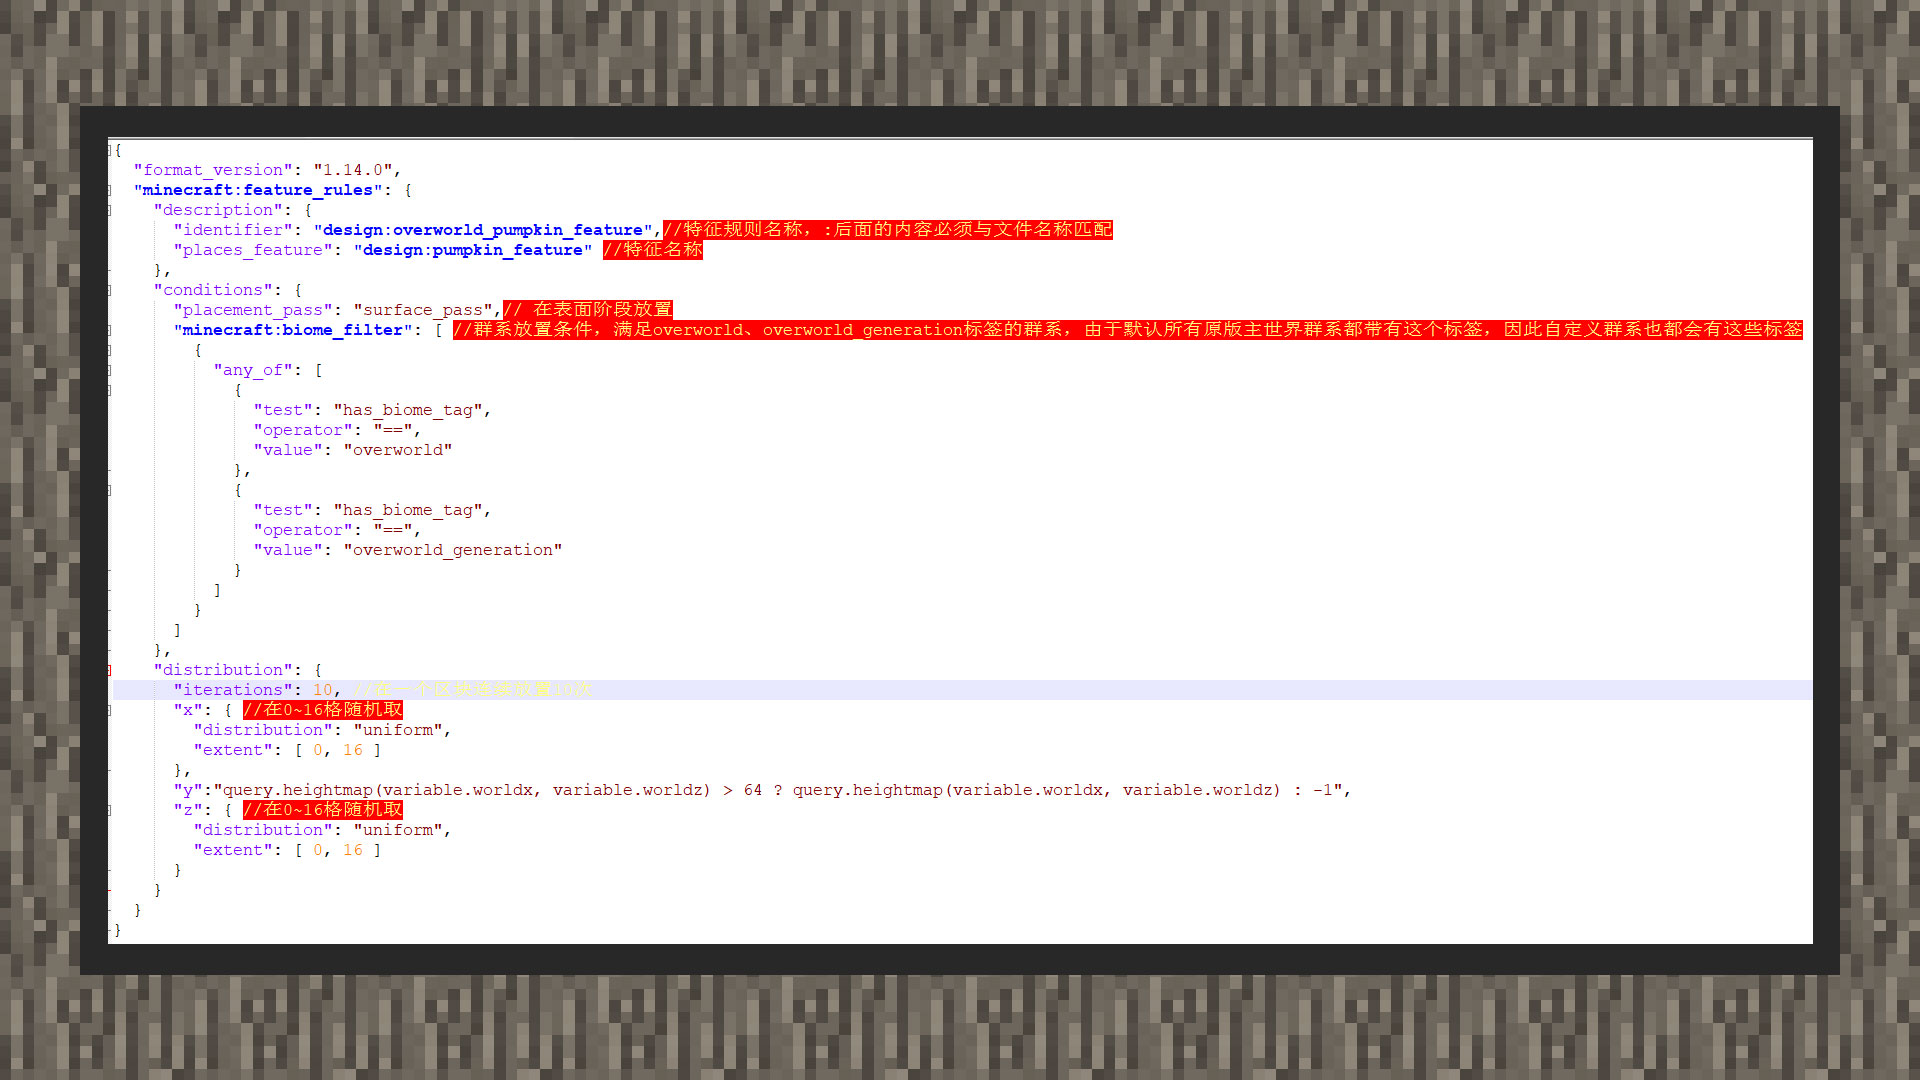 {
"format_version": "1.14.0",
"minecraft:feature_rules": {
"description": {
"identifier": "design:overworld_pumpkin_feature",//特征规则名称，:后面的内容必须与文件名称匹配
"places_feature": "design:pumpkin_feature" //特征名称
},
"conditions": {
"placement_pass": "surface_pass",// 在表面阶段放置
"minecraft:biome_filter": [ //群系放置条件，满足overworld、overworld_generation标签的群系，由于默认所有原版主世界群系都带有这个标签，因此自定义群系也都会有这些标签
{
"any_of": [
{
"test": "has_biome_tag",
"operator": "==",
"value": "overworld"
},
{
"test": "has_biome_tag",
"operator": "==",
"value": "overworld_generation"
}
]
}
]
},
"distribution": {
"iterations": 10, //在一个区块连续放置10次
"x": { //在0~16格随机取
"distribution": "uniform",
"extent": [ 0, 16 ]
},
"y":"query.heightmap(variable.worldx, variable.worldz) > 64 ? query.heightmap(variable.worldx, variable.worldz) : -1",
"z": { //在0~16格随机取
"distribution": "uniform",
"extent": [ 0, 16 ]
}
}
}
}